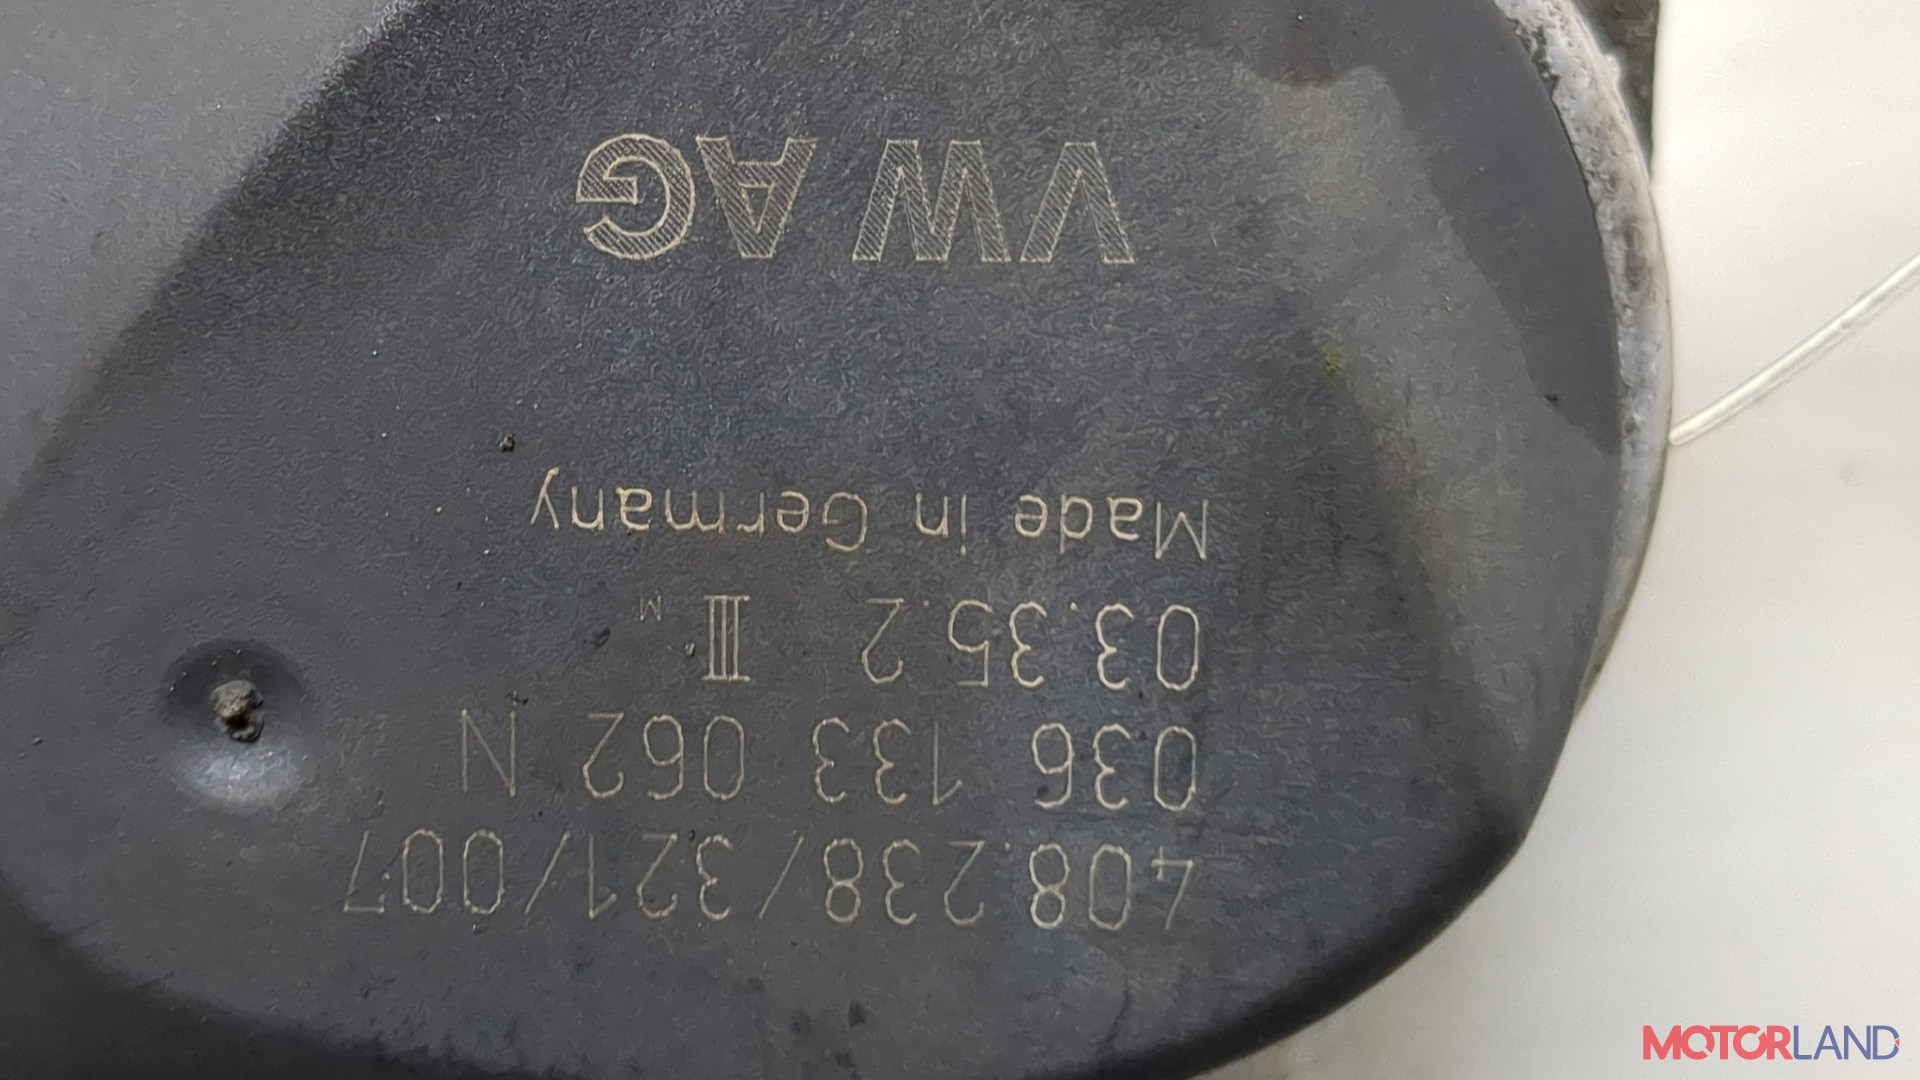 408.238/321/007
036 133 062 N
03.35.2 III M
Made in Germany
VW AG
MOTORLAND